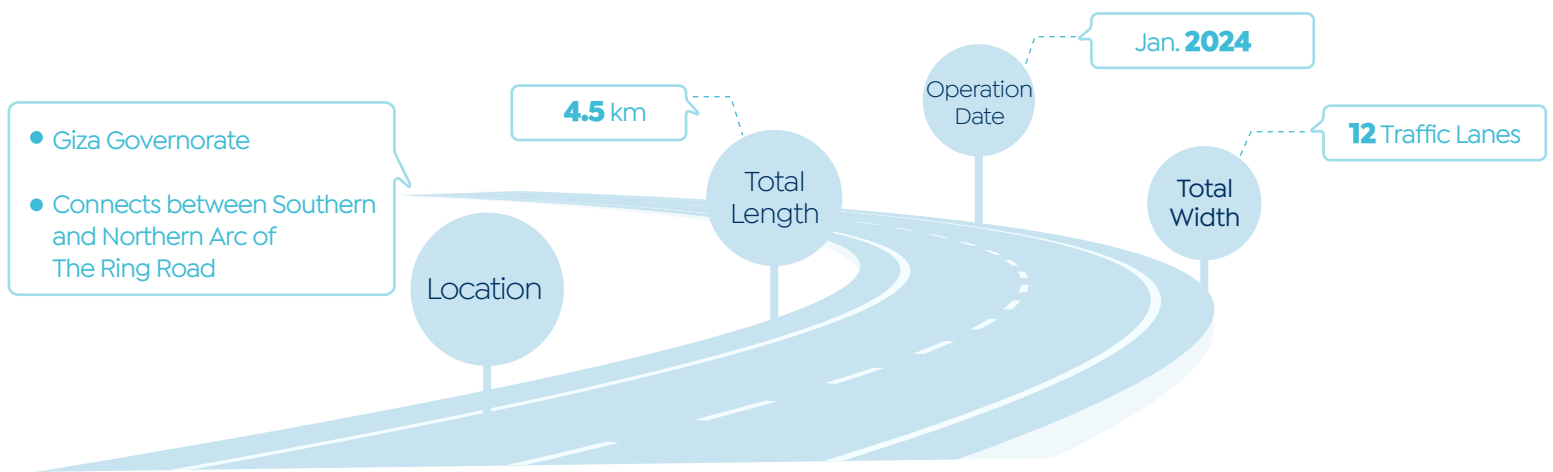 Giza Governorate
Connects between Southern
and Northern Arc of
The Ring Road
Location
4.5 km
Total
Length
Jan. 2024
Operation
Date
12 Traffic Lanes
Total
Width